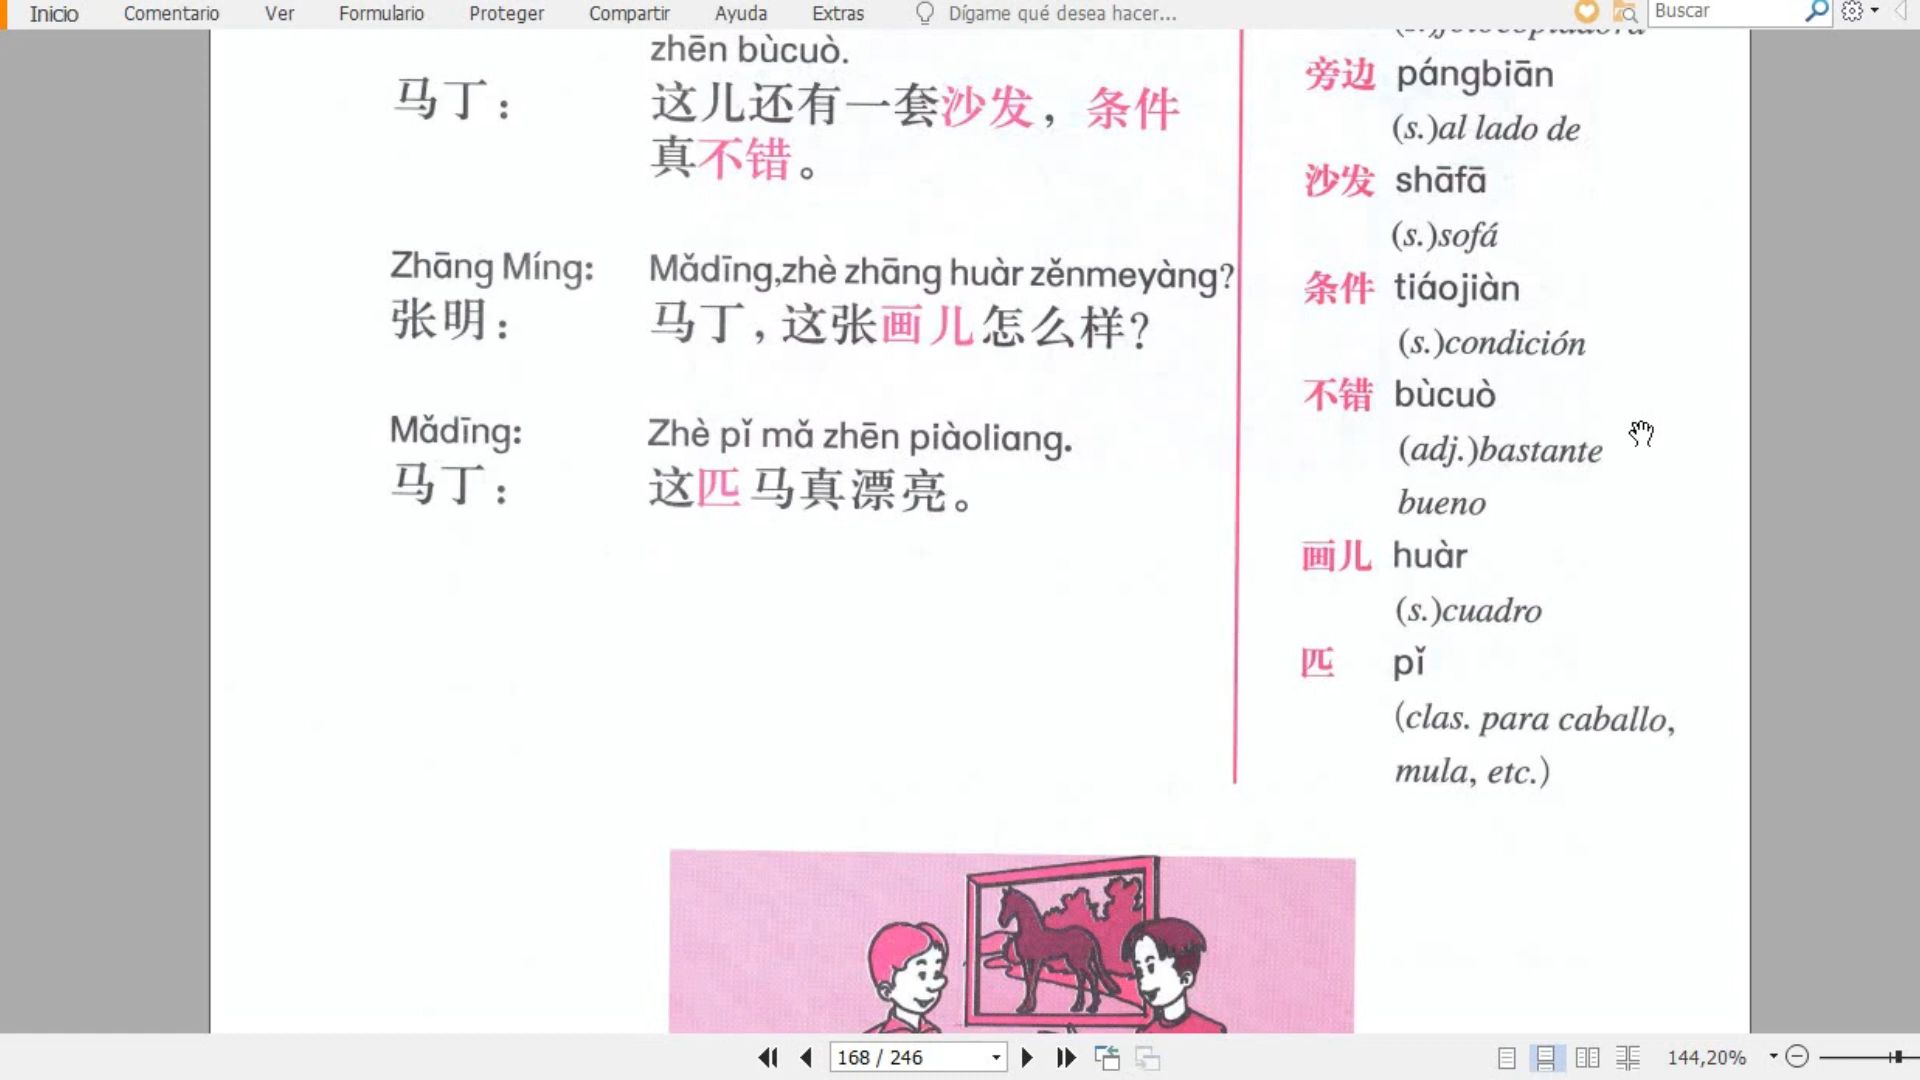 Inicio Comentario Ver Formulario Proteger Compartir Ayuda Extras Dígame qué desea hacer... Buscar
zhēn bùcuò.
马丁： 这儿还有一套沙发，条件
真不错。
Zhāng Míng: Mǎdīng,zhè zhāng huàr zěnmeyàng?
张明： 马丁，这张画儿怎么样？
Mǎdīng: Zhè pǐ mǎ zhēn piàoliang.
马丁： 这匹马真漂亮。
旁边 pángbiān
(s.)al lado de
沙发 shāfā
(s.)sofá
条件 tiáojiàn
(s.)condición
不错 bùcuò
(adj.)bastante
bueno
画儿 huàr
(s.)cuadro
匹 pǐ
(clas. para caballo,
mula, etc.)
168 / 246 144,20%